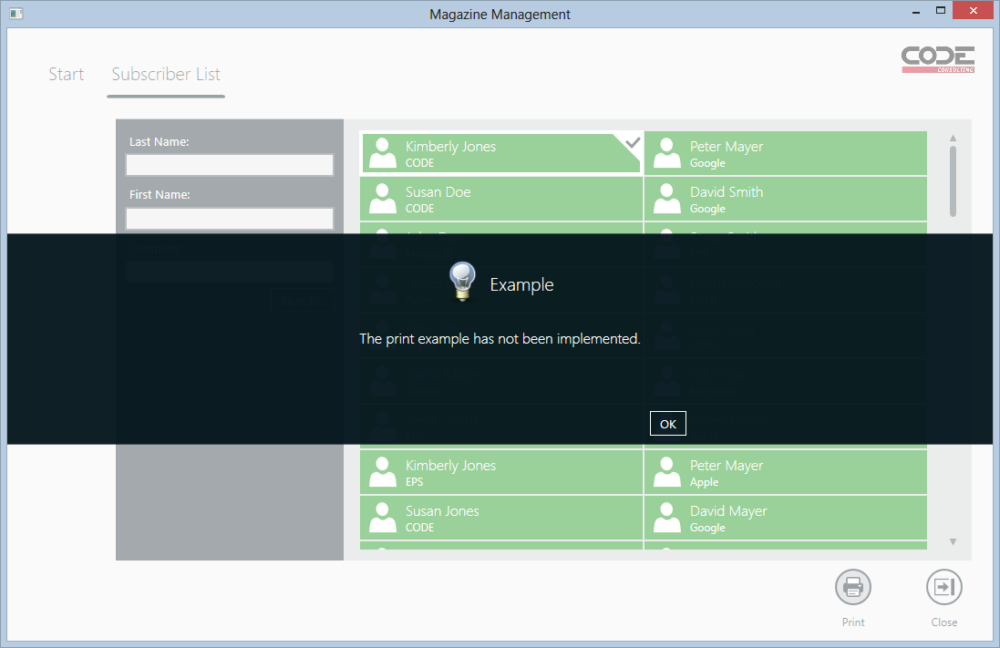 Magazine Management
Start
Subscriber List
CODE
CONSULTING
Last Name:
First Name:
Kimberly Jones
CODE
Peter Mayer
Google
Susan Doe
CODE
David Smith
Google
Example
The print example has not been implemented.
OK
Kimberly Jones
EPS
Peter Mayer
Apple
Susan Jones
CODE
David Mayer
Google
Print
Close